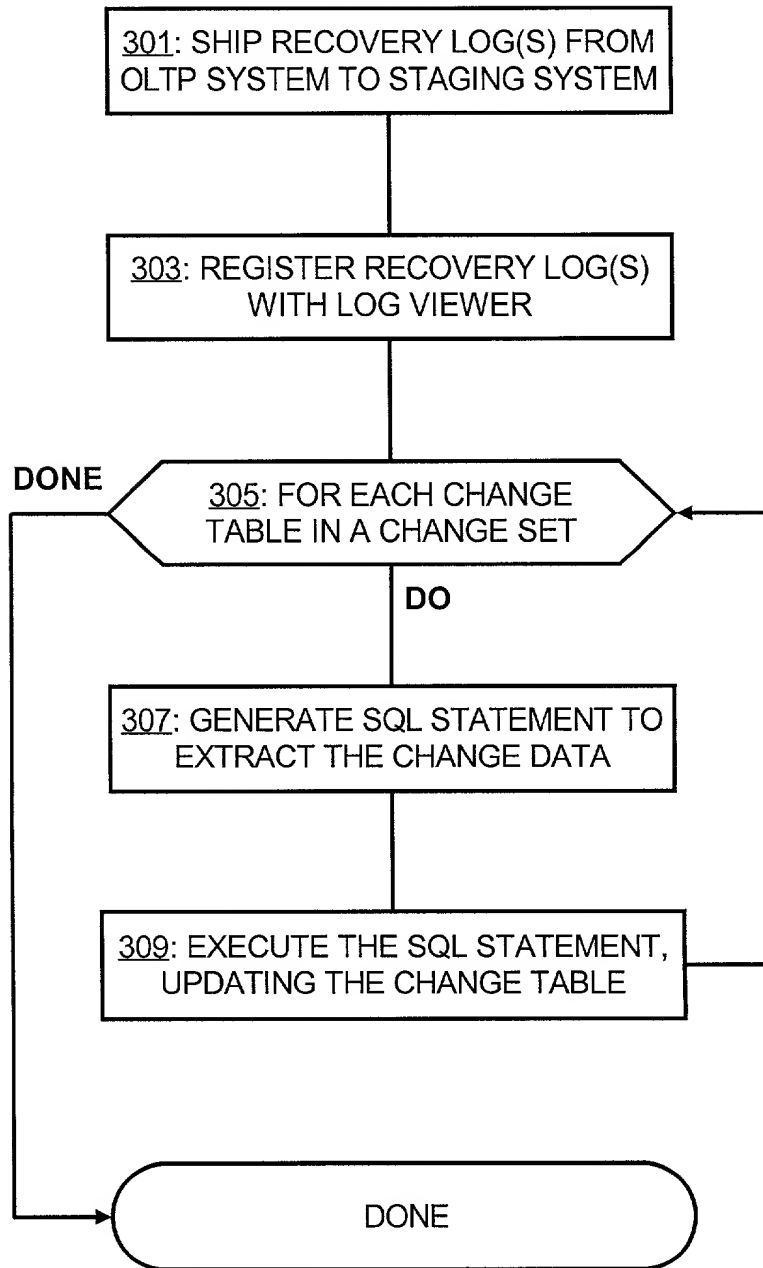 301: SHIP RECOVERY LOG(S) FROM
OLTP SYSTEM TO STAGING SYSTEM
303: REGISTER RECOVERY LOG(S)
WITH LOG VIEWER
DONE
305: FOR EACH CHANGE
TABLE IN A CHANGE SET
DO
307: GENERATE SQL STATEMENT TO
EXTRACT THE CHANGE DATA
309: EXECUTE THE SQL STATEMENT,
UPDATING THE CHANGE TABLE
DONE